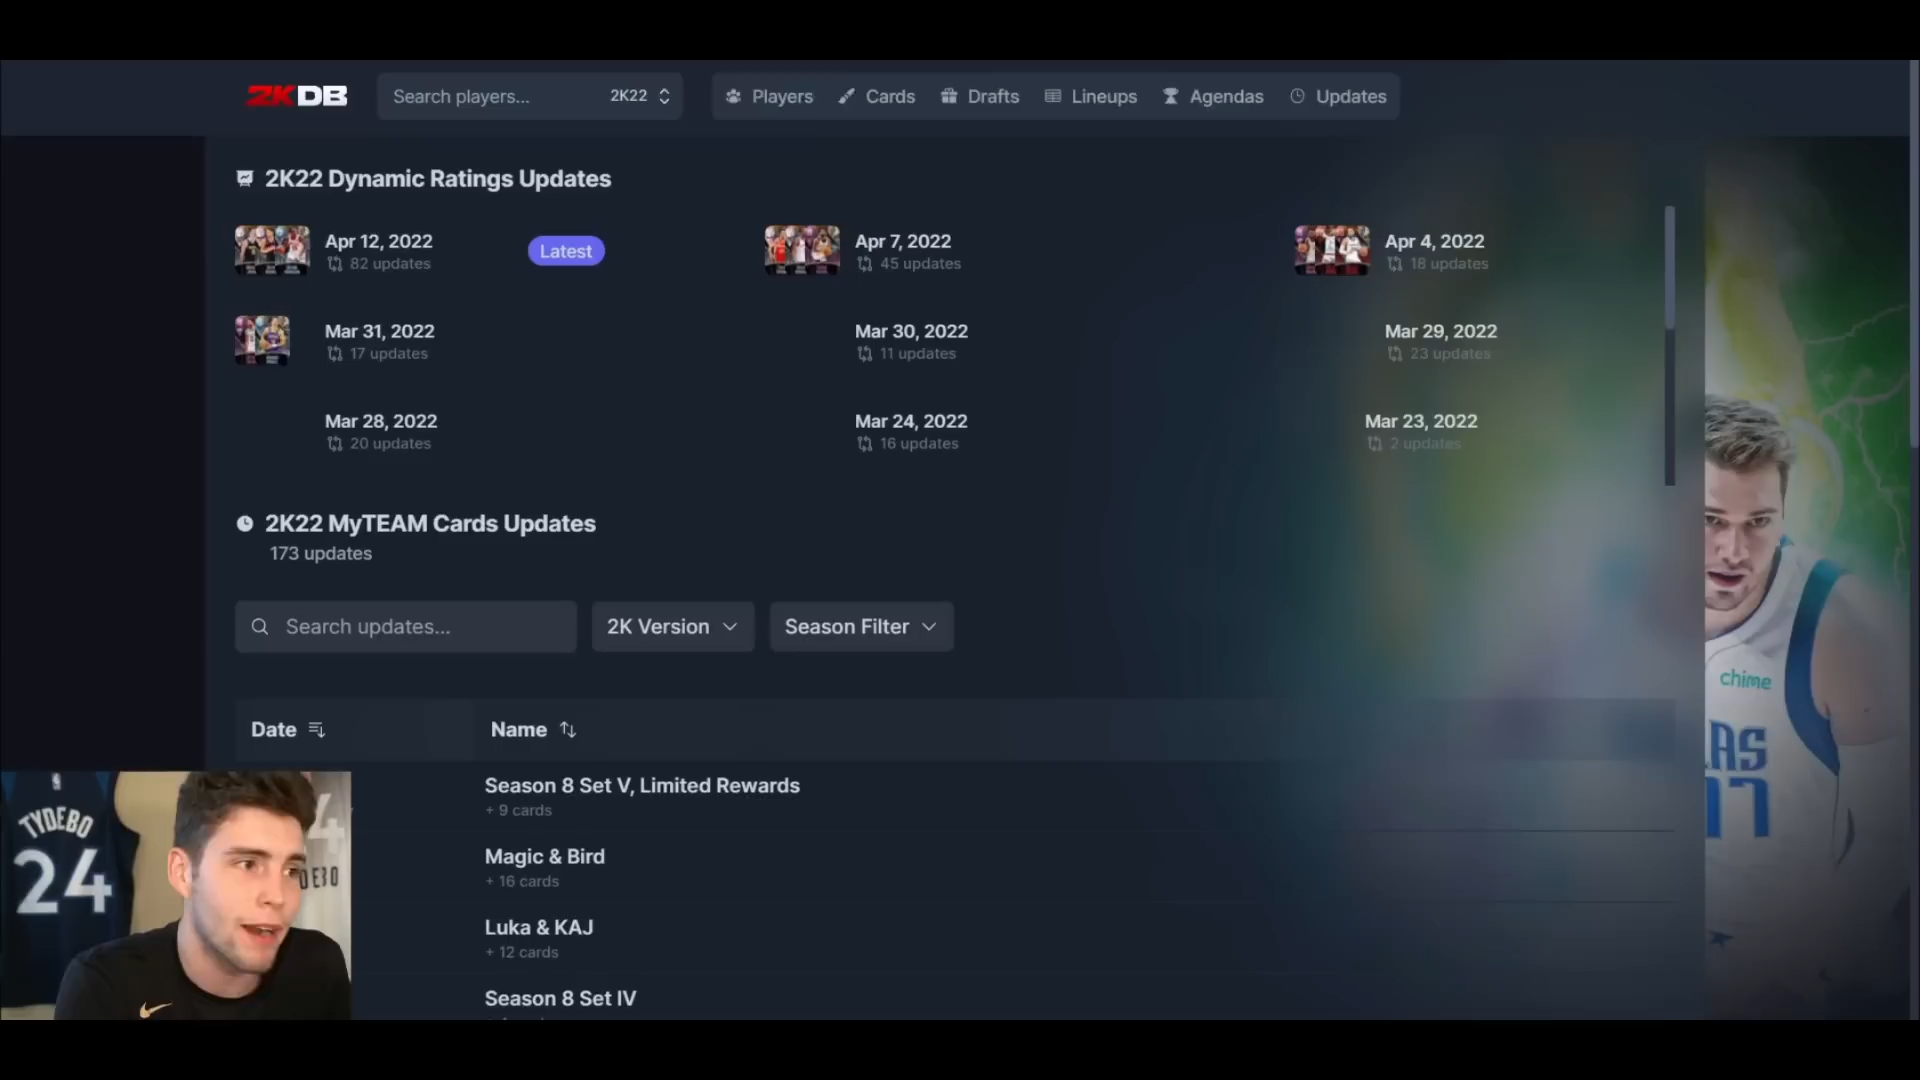 2KDB
Search players...
2K22
Players
Cards
Drafts
Lineups
Agendas
Updates
2K22 Dynamic Ratings Updates
Apr 12, 2022
82 updates
Latest
Apr 7, 2022
45 updates
Apr 4, 2022
18 updates
Mar 31, 2022
17 updates
Mar 30, 2022
11 updates
Mar 29, 2022
23 updates
Mar 28, 2022
20 updates
Mar 24, 2022
16 updates
Mar 23, 2022
2 updates
2K22 MyTEAM Cards Updates
173 updates
Search updates...
2K Version
Season Filter
Date
Name
Season 8 Set V, Limited Rewards
+ 9 cards
Magic & Bird
+ 16 cards
Luka & KAJ
+ 12 cards
Season 8 Set IV
TYDEBO
24
4
DEBO
chime
AS
77